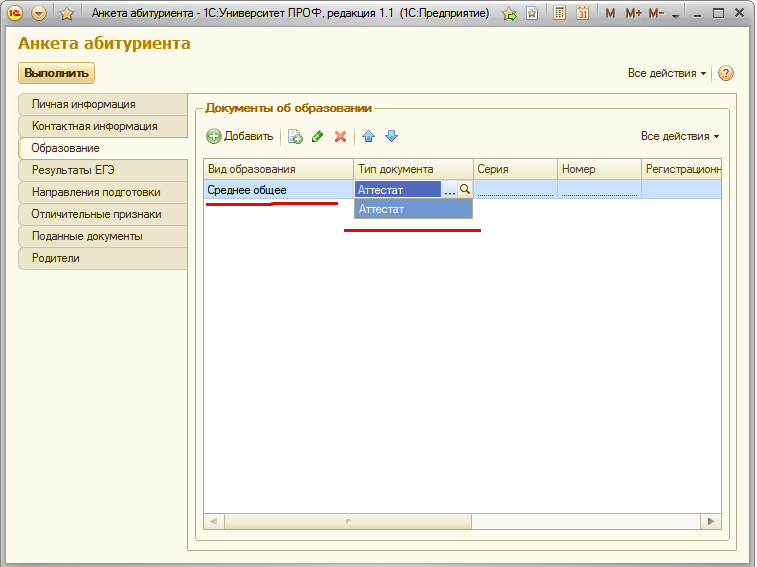 Анкета абитуриента - 1С:Университет ПРОФ, редакция 1.1 (1С:Предприятие)
M M+ M-
Анкета абитуриента
Выполнить
Все действия
Личная информация
Контактная информация
Образование
Результаты ЕГЭ
Направления подготовки
Отличительные признаки
Поданные документы
Родители
Документы об образовании
Добавить
Все действия
Вид образования Тип документа Серия Номер Регистрационн
Среднее общее Аттестат ...
Аттестат